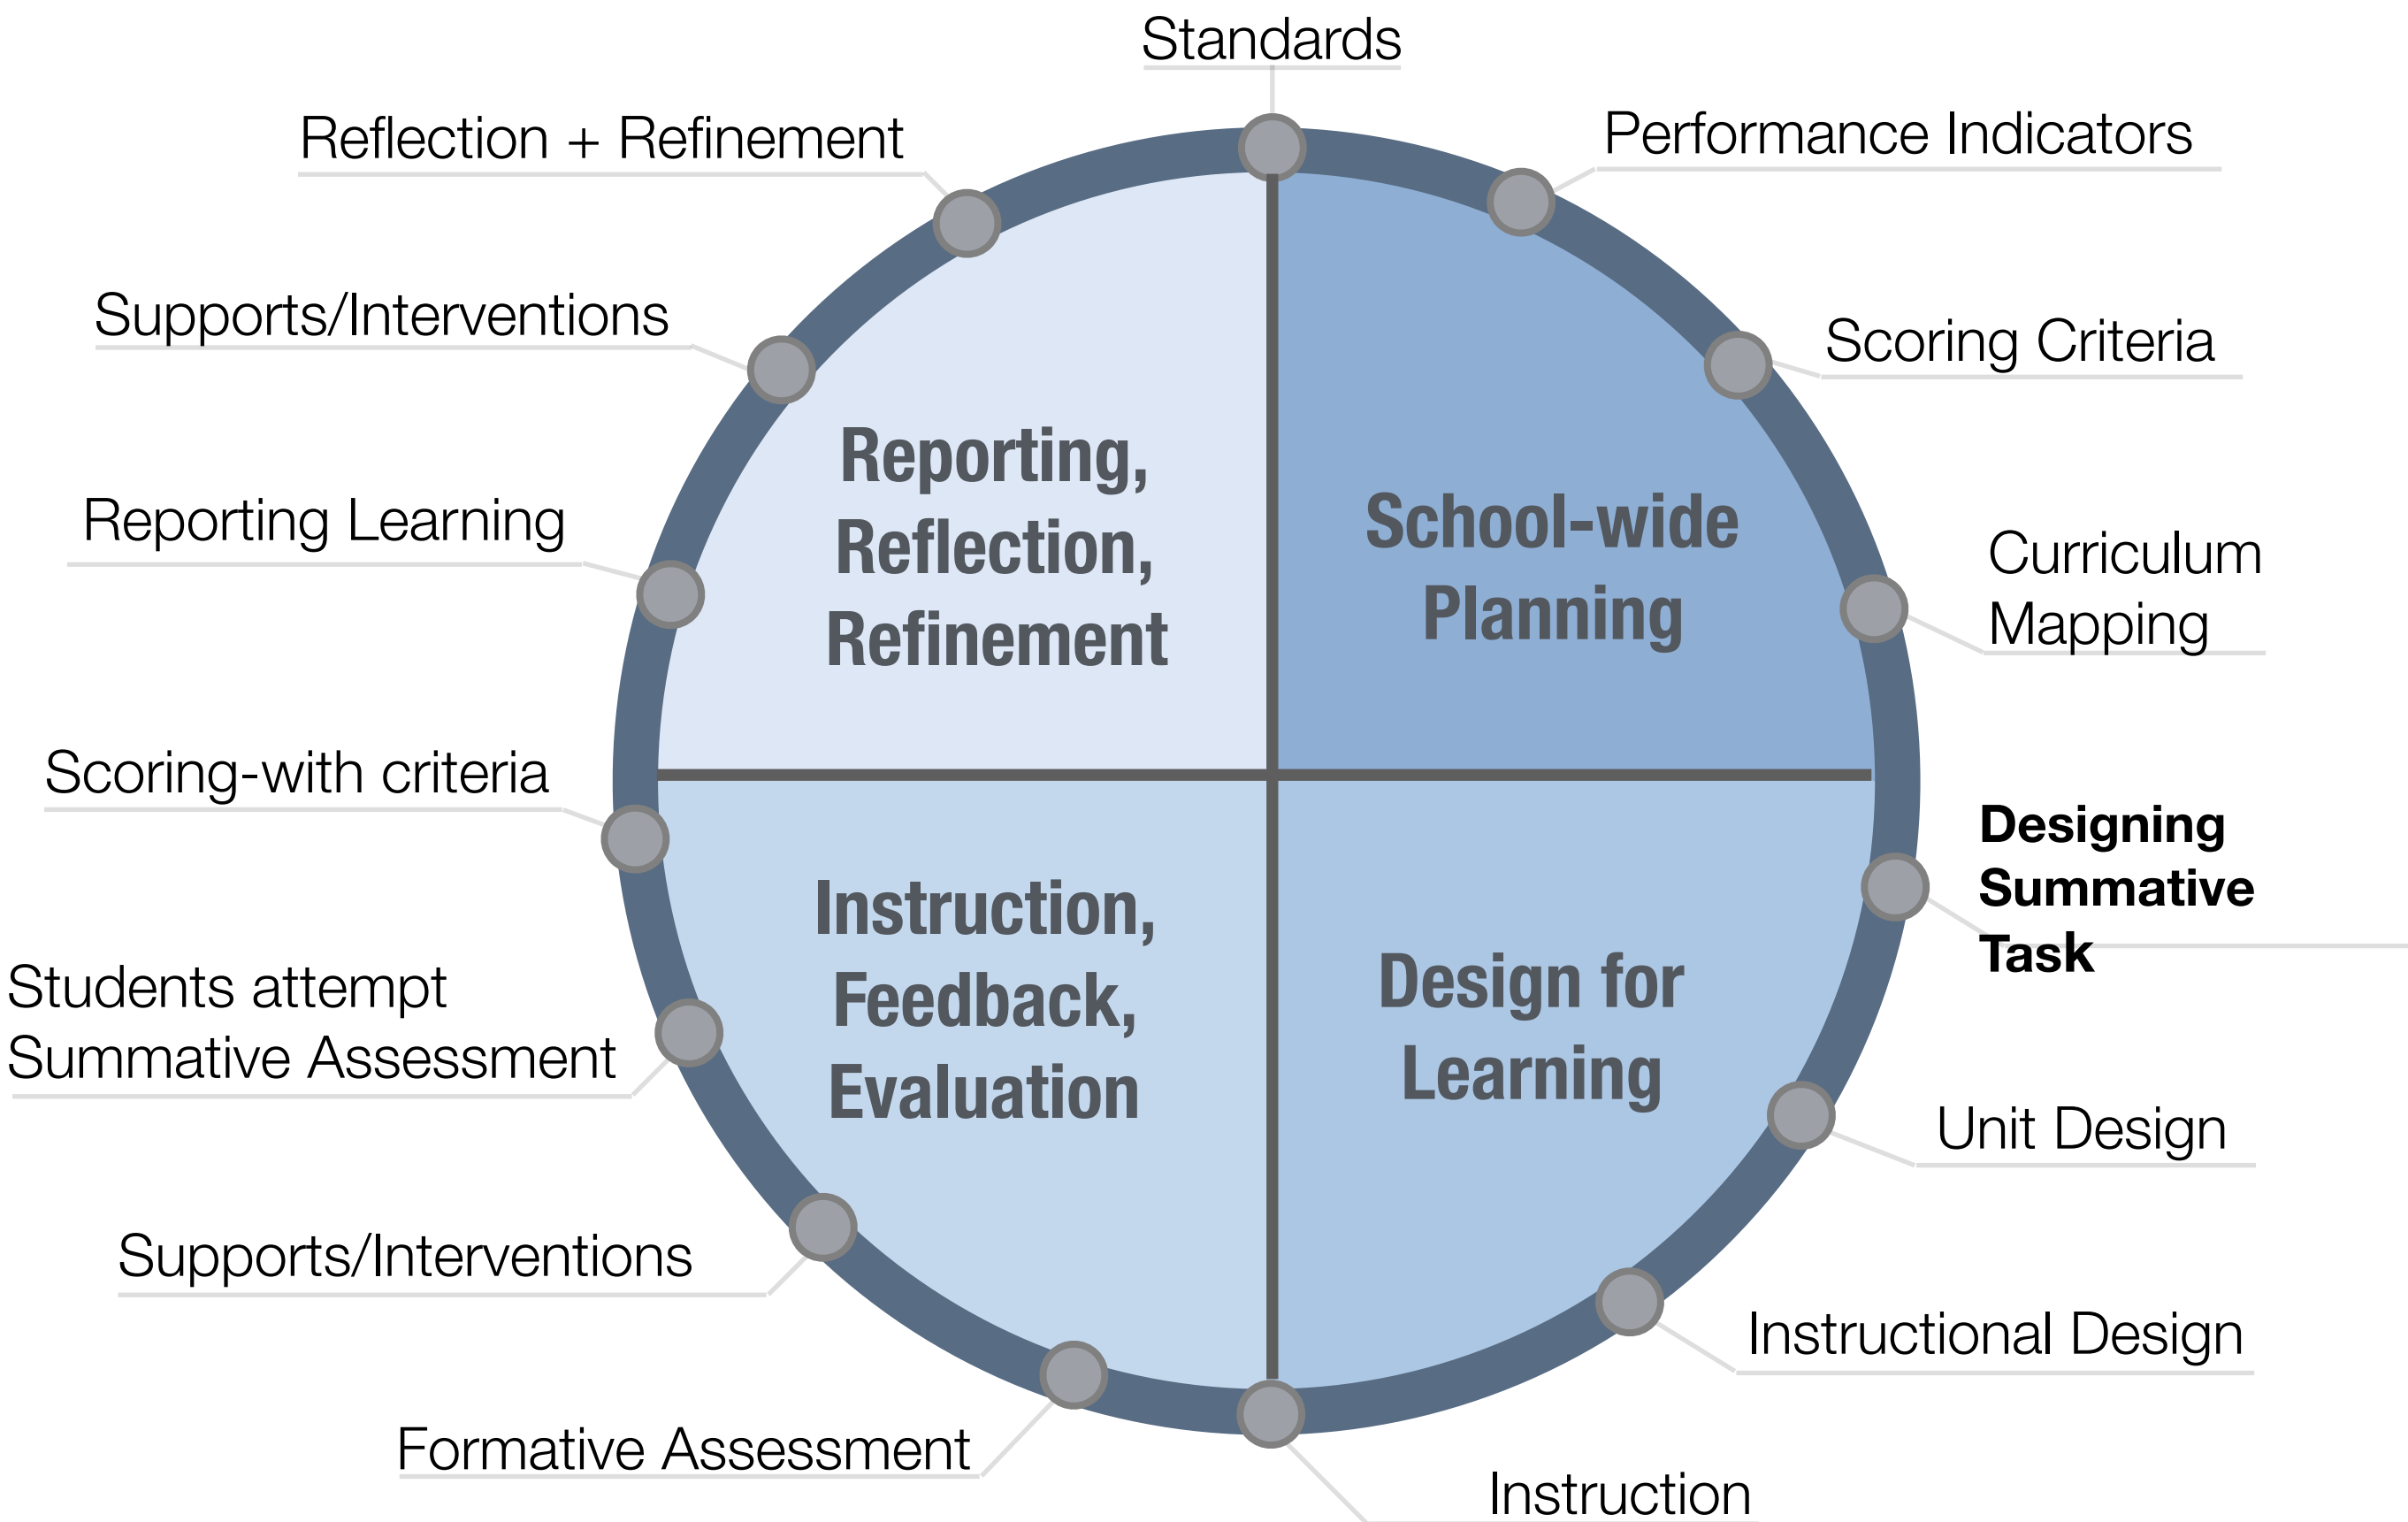 Standards
Performance Indicators
Scoring Criteria
Curriculum
Mapping
Designing
Summative
Task
Unit Design
Instructional Design
Instruction
Formative Assessment
Supports/Interventions
Students attempt
Summative Assessment
Scoring-with criteria
Reporting Learning
Supports/Interventions
Reflection + Refinement
School-wide
Planning
Design for
Learning
Instruction,
Feedback,
Evaluation
Reporting,
Reflection,
Refinement